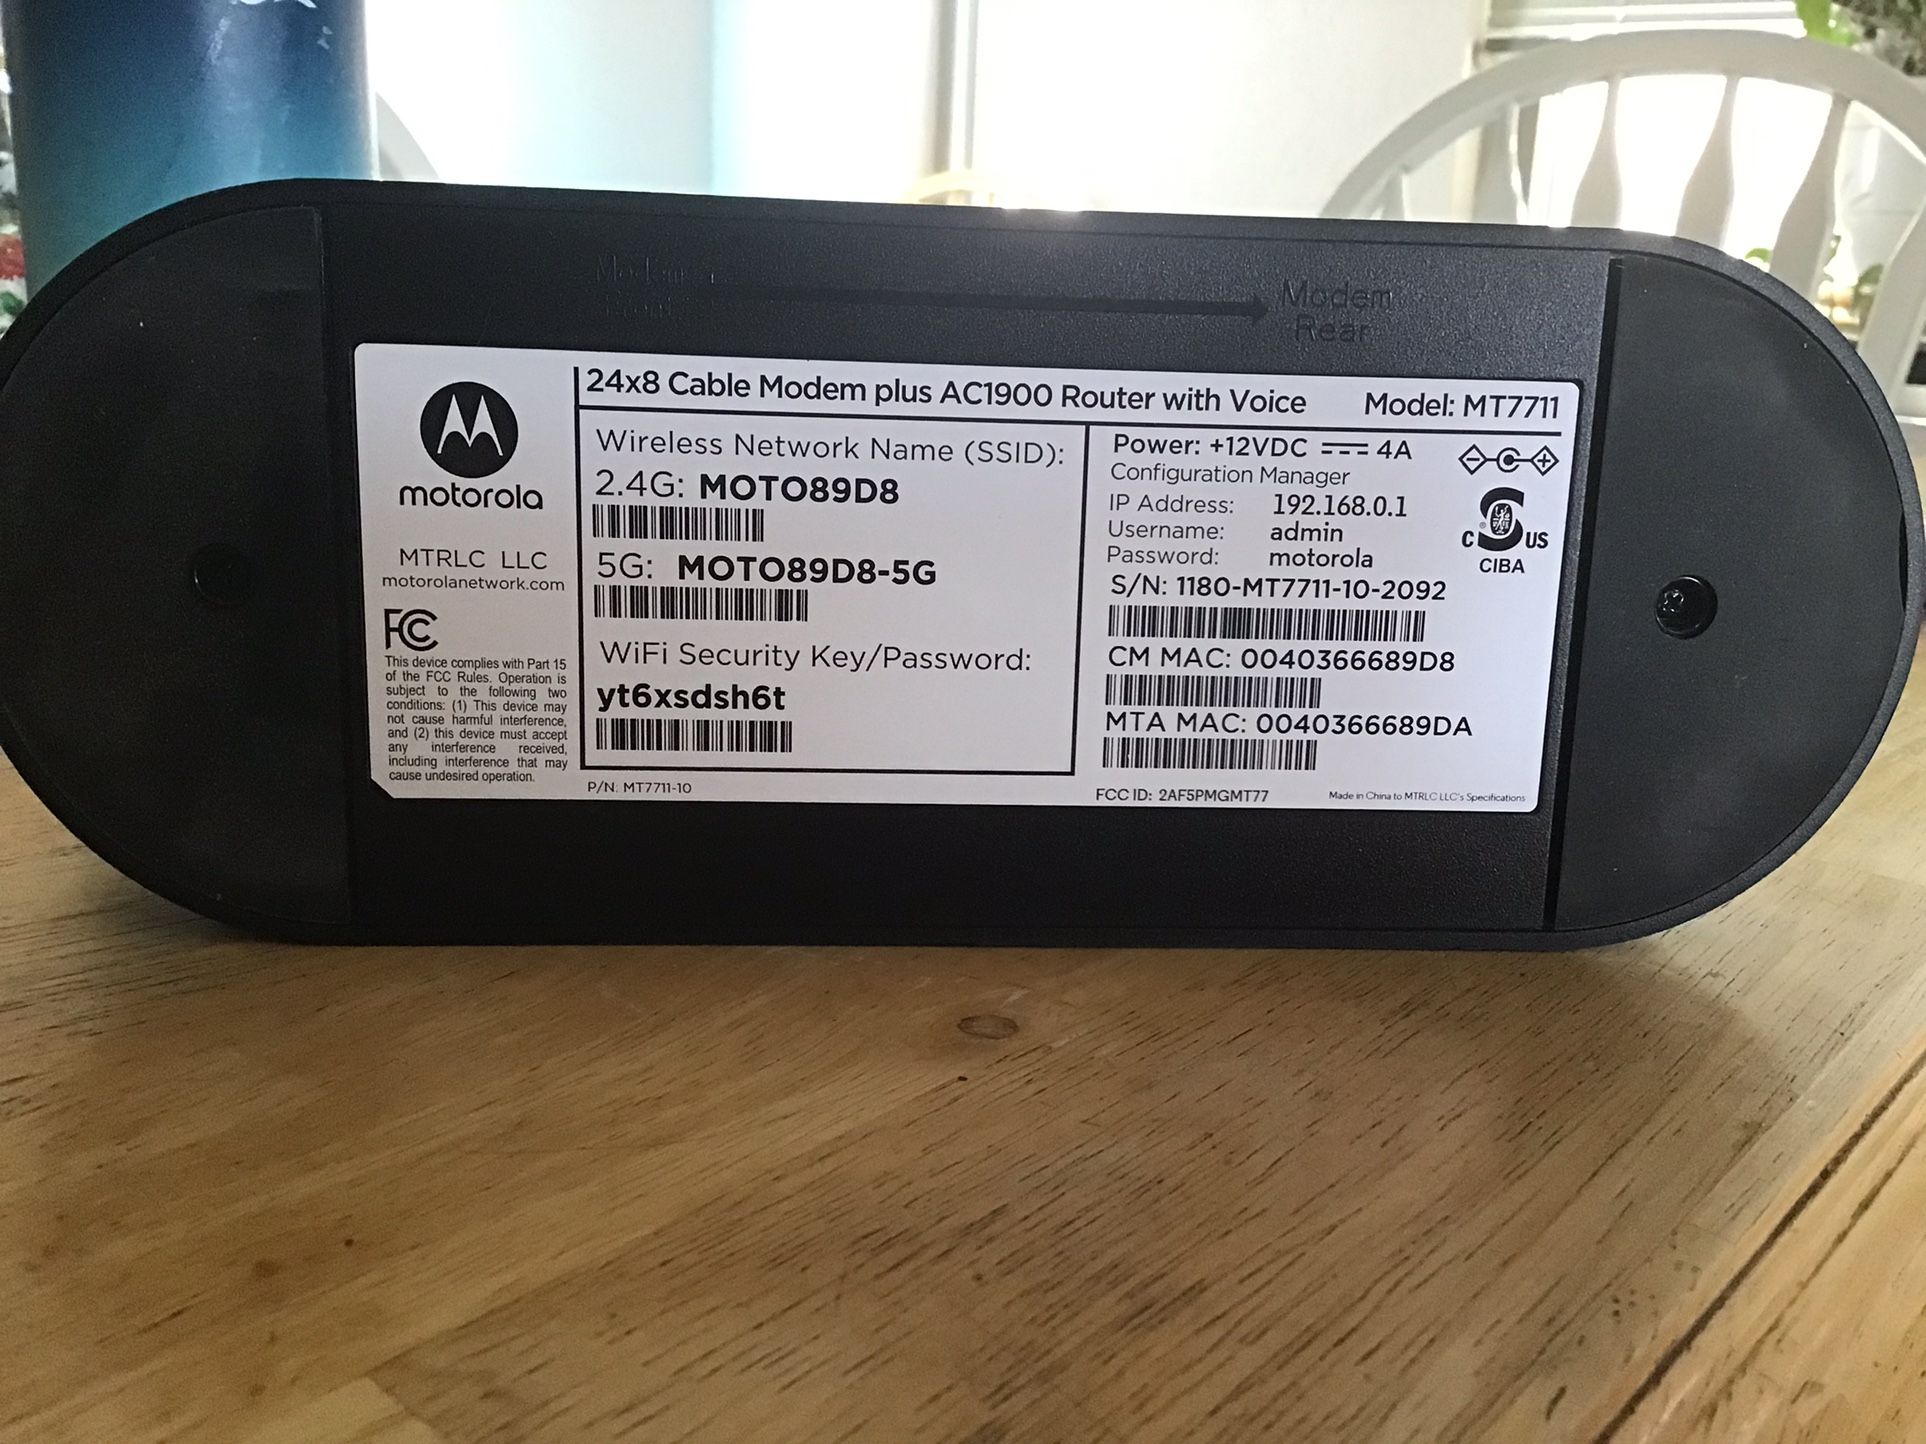 Modem
Front
Modem
Rear
motorola
MTRLC LLC
motorolanetwork.com
FC
This device complies with Part 15
of the FCC Rules. Operation is
subject to the following two
conditions: (1) This device may
not cause harmful interference,
and (2) this device must accept
any interference received,
including interference that may
cause undesired operation.
24x8 Cable Modem plus AC1900 Router with Voice Model: MT7711
Wireless Network Name (SSID):
2.4G: MOTO89D8
5G: MOTO89D8-5G
WiFi Security Key/Password:
yt6xsdsh6t
P/N: MT7711-10
Power: +12VDC 4A
Configuration Manager
IP Address: 192.168.0.1
Username: admin
Password: motorola
S/N: 1180-MT7711-10-2092
CM MAC: 0040366689D8
MTA MAC: 0040366689DA
C S US
®
CIBA
FCC ID: 2AF5PMGMT77
Made in China to MTRLC LLC's Specifications